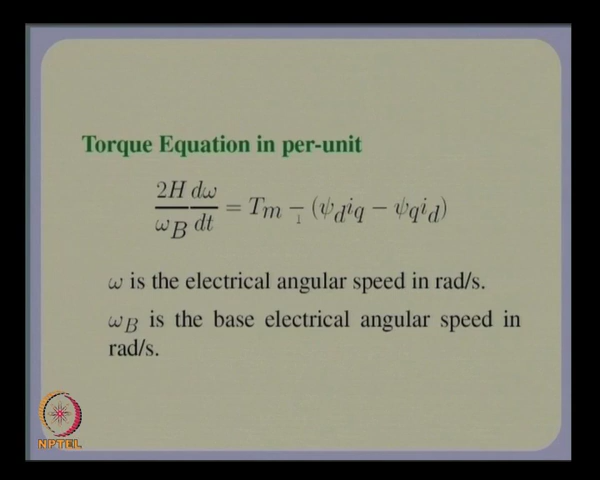 Torque Equation in per-unit
2H/ω_B dω/dt = T_m − (ψ_d i_q − ψ_q i_d)
ω is the electrical angular speed in rad/s.
ω_B is the base electrical angular speed in
rad/s.
NPTEL